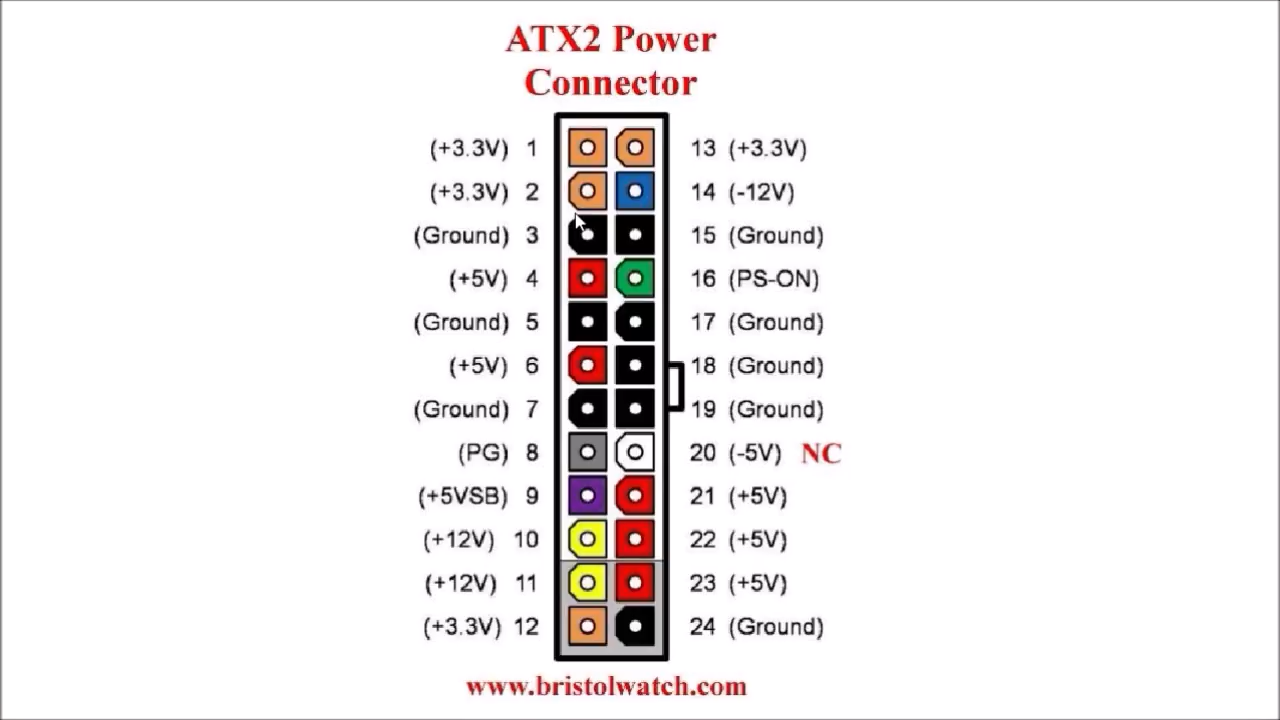 ATX2 Power
Connector
(+3.3V) 1 13 (+3.3V)
(+3.3V) 2 14 (-12V)
(Ground) 3 15 (Ground)
(+5V) 4 16 (PS-ON)
(Ground) 5 17 (Ground)
(+5V) 6 18 (Ground)
(Ground) 7 19 (Ground)
(PG) 8 20 (-5V) NC
(+5VSB) 9 21 (+5V)
(+12V) 10 22 (+5V)
(+12V) 11 23 (+5V)
(+3.3V) 12 24 (Ground)
www.bristolwatch.com